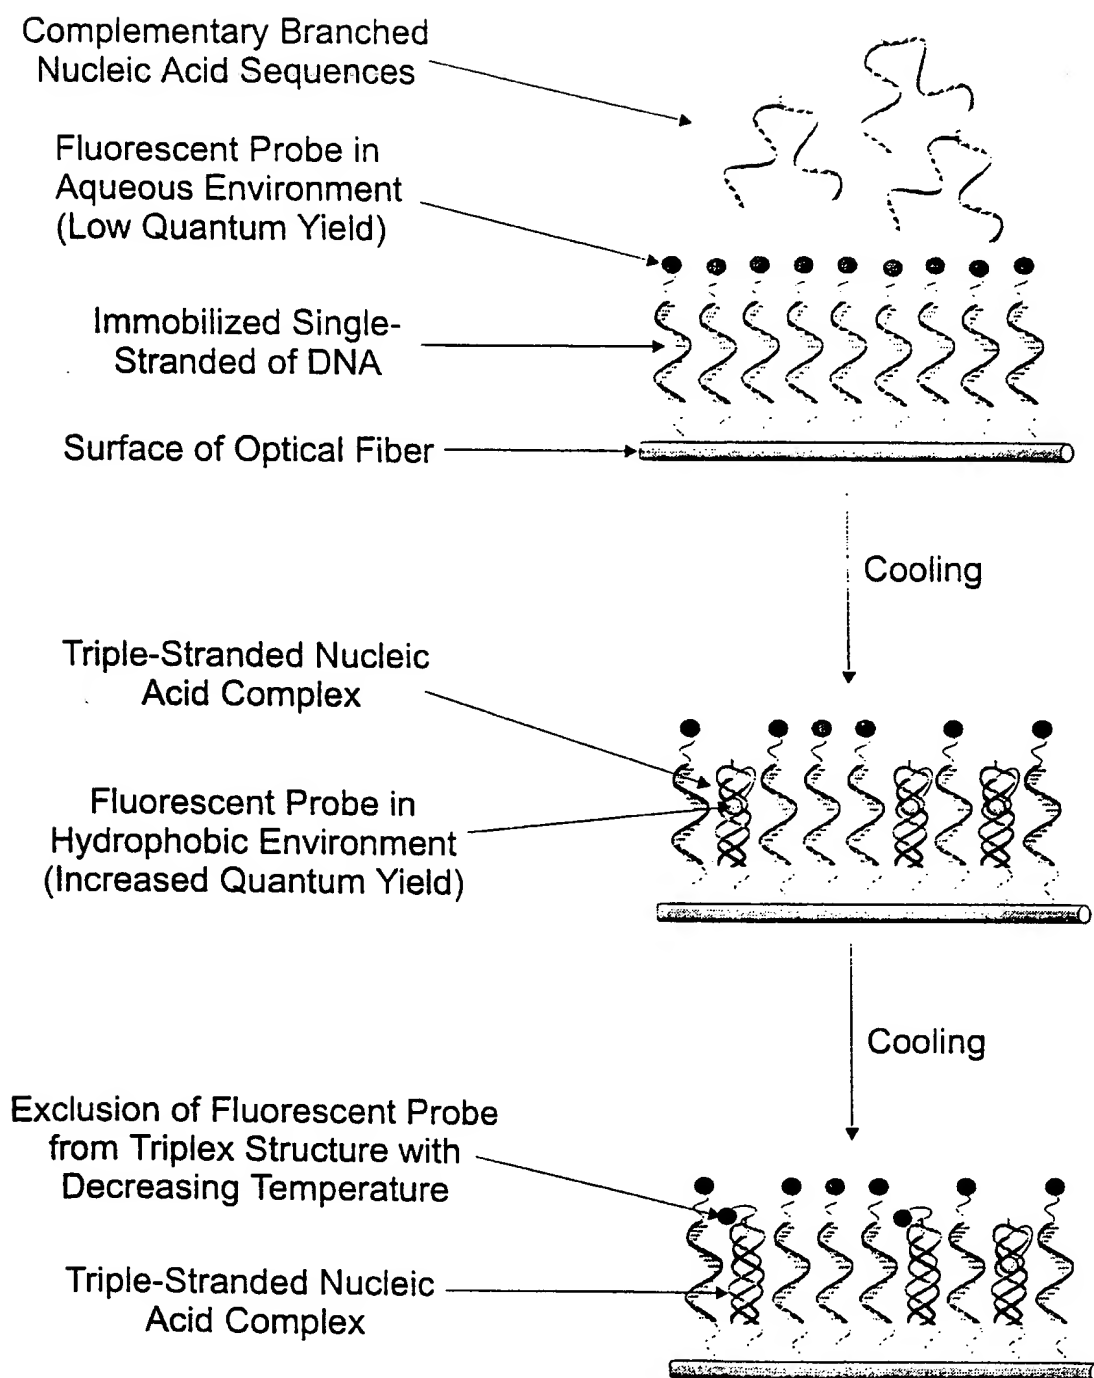 Complementary Branched
Nucleic Acid Sequences
Fluorescent Probe in
Aqueous Environment
(Low Quantum Yield)
Immobilized Single-
Stranded of DNA
Surface of Optical Fiber
Cooling
Triple-Stranded Nucleic
Acid Complex
Fluorescent Probe in
Hydrophobic Environment
(Increased Quantum Yield)
Cooling
Exclusion of Fluorescent Probe
from Triplex Structure with
Decreasing Temperature
Triple-Stranded Nucleic
Acid Complex